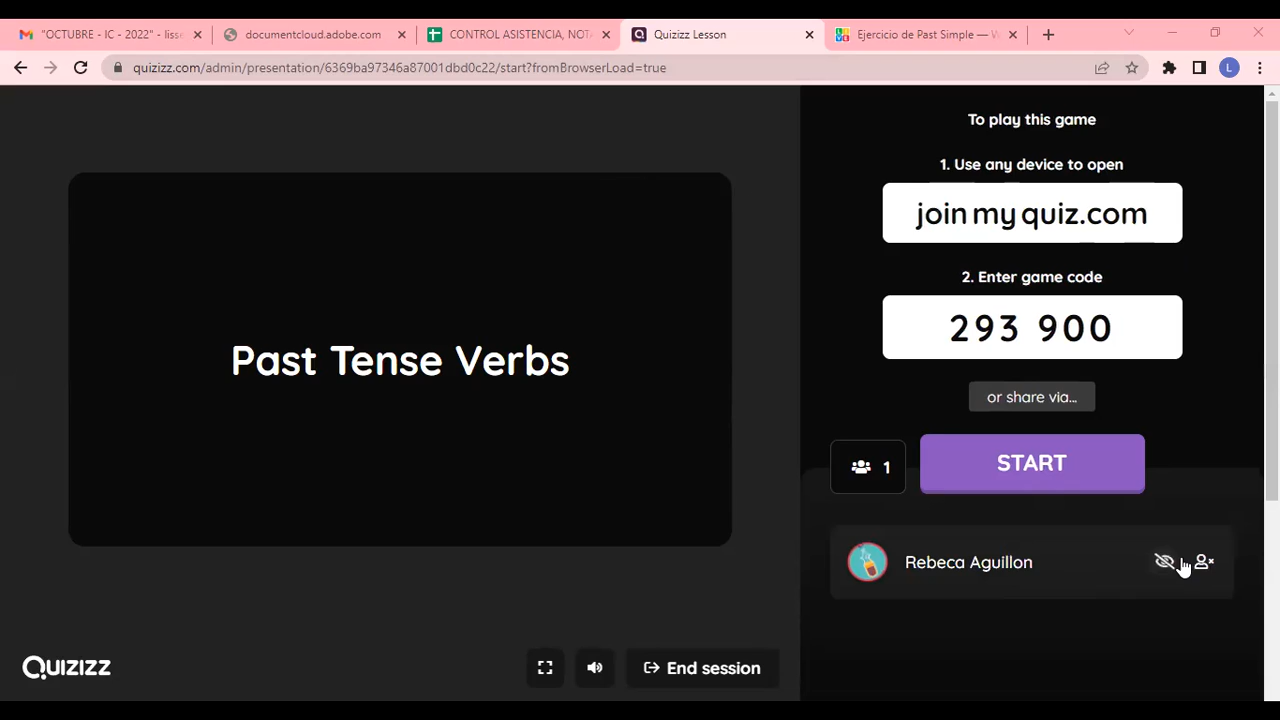 "OCTUBRE - IC - 2022" - lisse
documentcloud.adobe.com
CONTROL ASISTENCIA, NOTA
Quizizz Lesson
Ejercicio de Past Simple — W
quizizz.com/admin/presentation/6369ba97346a87001dbd0c22/start?fromBrowserLoad=true
L
Past Tense Verbs
To play this game
1. Use any device to open
joinmyquiz.com
2. Enter game code
293 900
or share via...
1
START
Rebeca Aguillon
Quizizz
End session